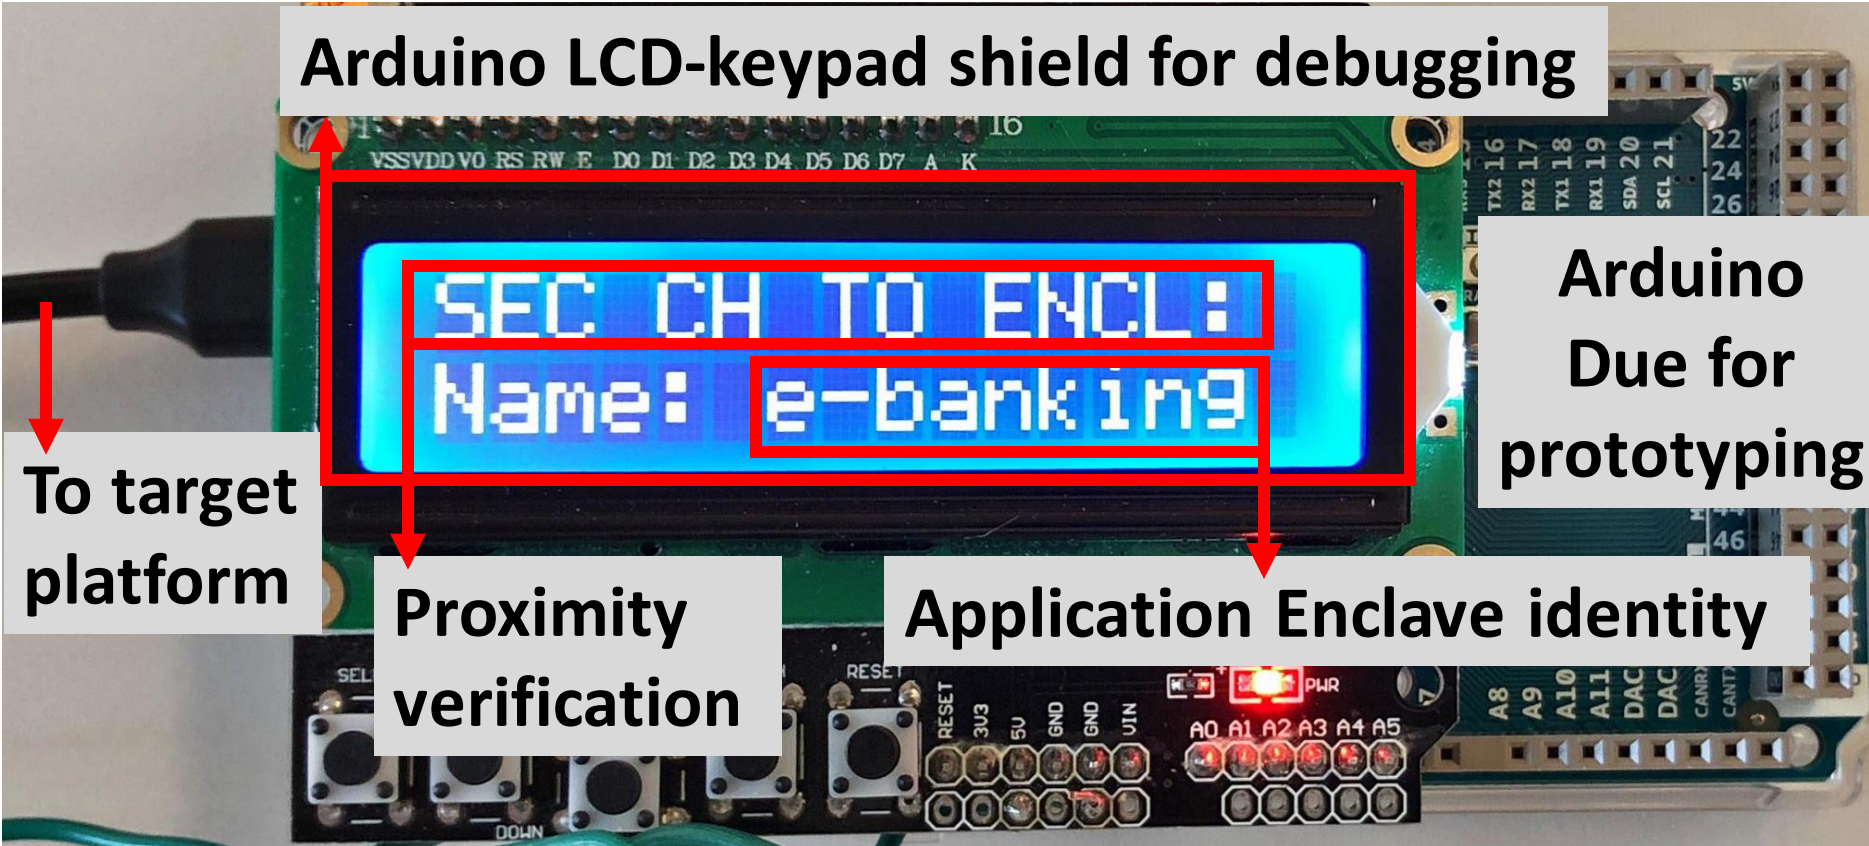 Arduino LCD-keypad shield for debugging
16
VSS VDD VO RS RW E D0 D1 D2 D3 D4 D5 D6 D7 A K
TX2 16
RX2 17
TX1 18
RX1 19
SDA 20
SCL 21
22
24
26
SEC CH TO ENCL:
Name: e-banking
Arduino
Due for
prototyping
To target
platform
46
Proximity
verification
Application Enclave identity
RESET
PWR
RESET 3V3 5V GND GND VIN
A0 A1 A2 A3 A4 A5
A8 A9 A10 A11 DAC DAC CANRX CANTX
DOWN